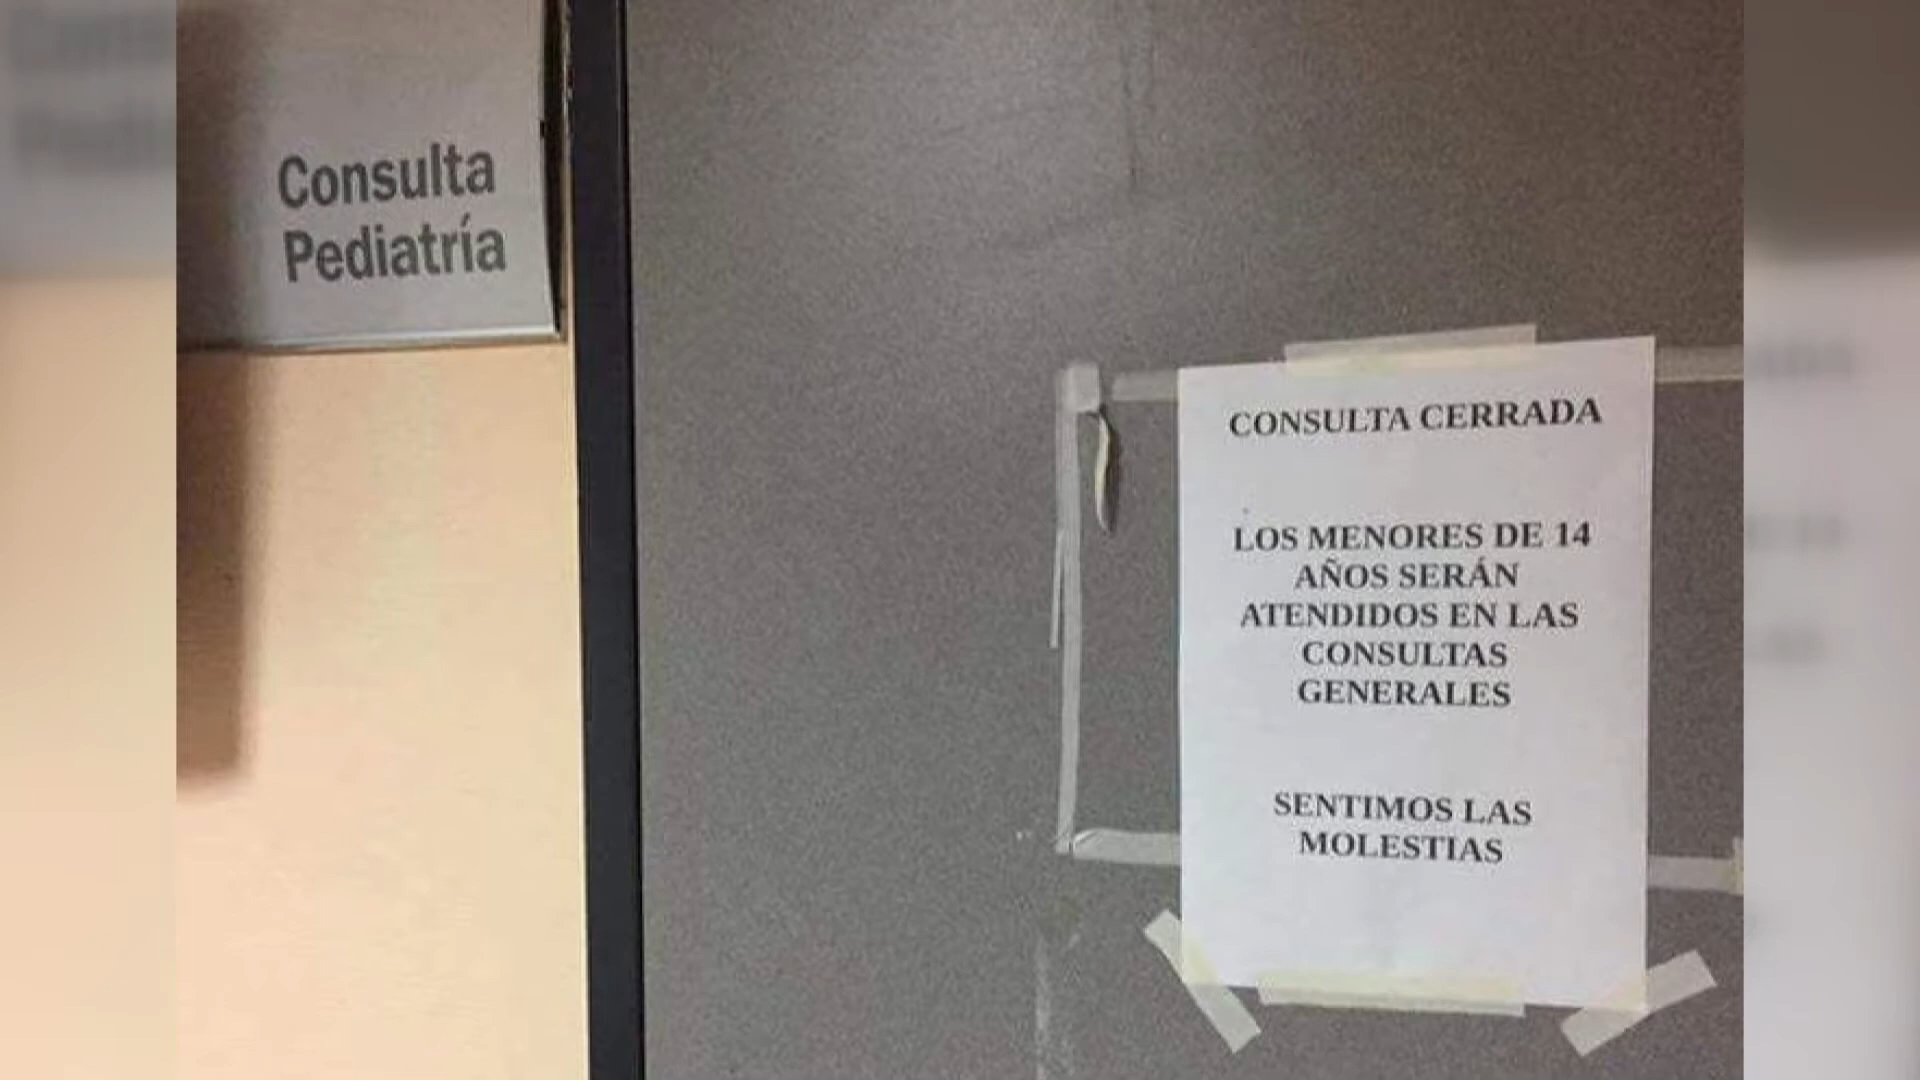 Consulta
Pediatría
CONSULTA CERRADA
LOS MENORES DE 14
AÑOS SERÁN
ATENDIDOS EN LAS
CONSULTAS
GENERALES
SENTIMOS LAS
MOLESTIAS